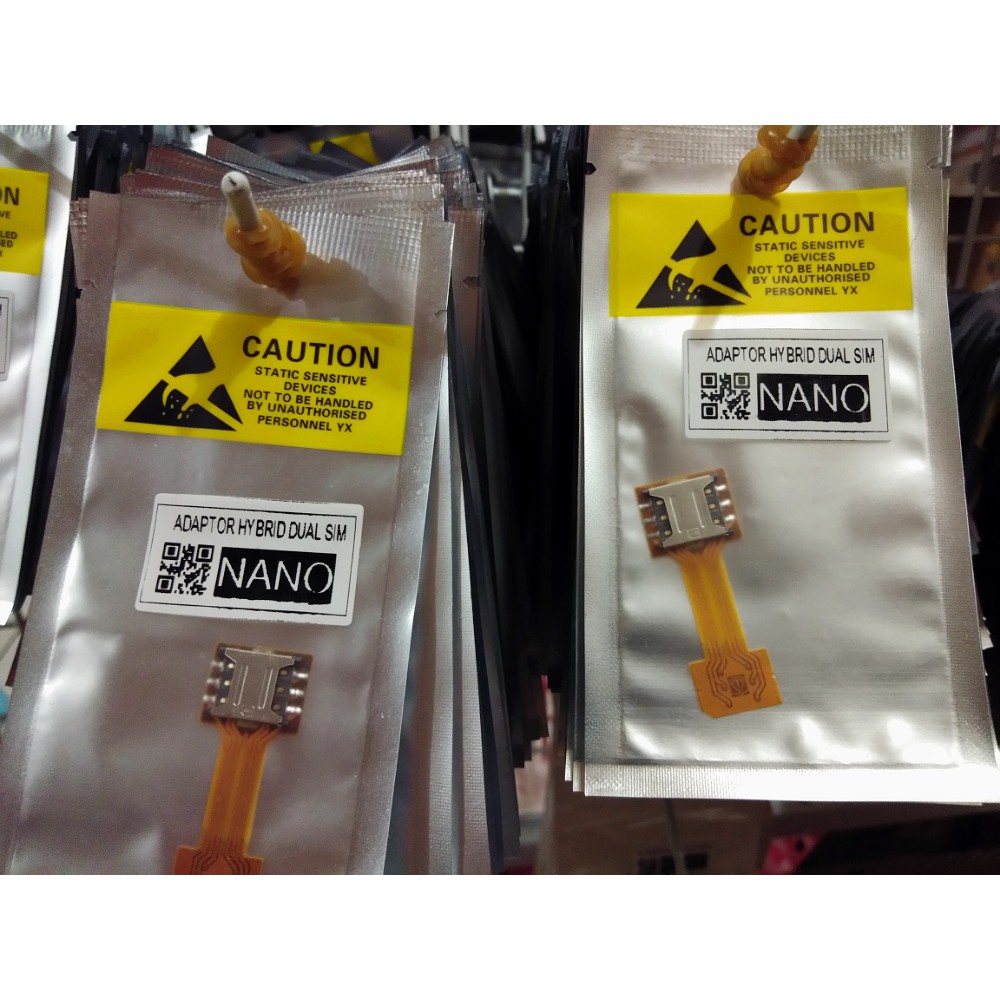 CAUTION
STATIC SENSITIVE
DEVICES
NOT TO BE HANDLED
BY UNAUTHORISED
PERSONNEL YX
ADAPTOR HYBRID DUAL SIM
NANO
CAUTION
STATIC SENSITIVE
DEVICES
NOT TO BE HANDLED
BY UNAUTHORISED
PERSONNEL YX
ADAPTOR HYBRID DUAL SIM
NANO